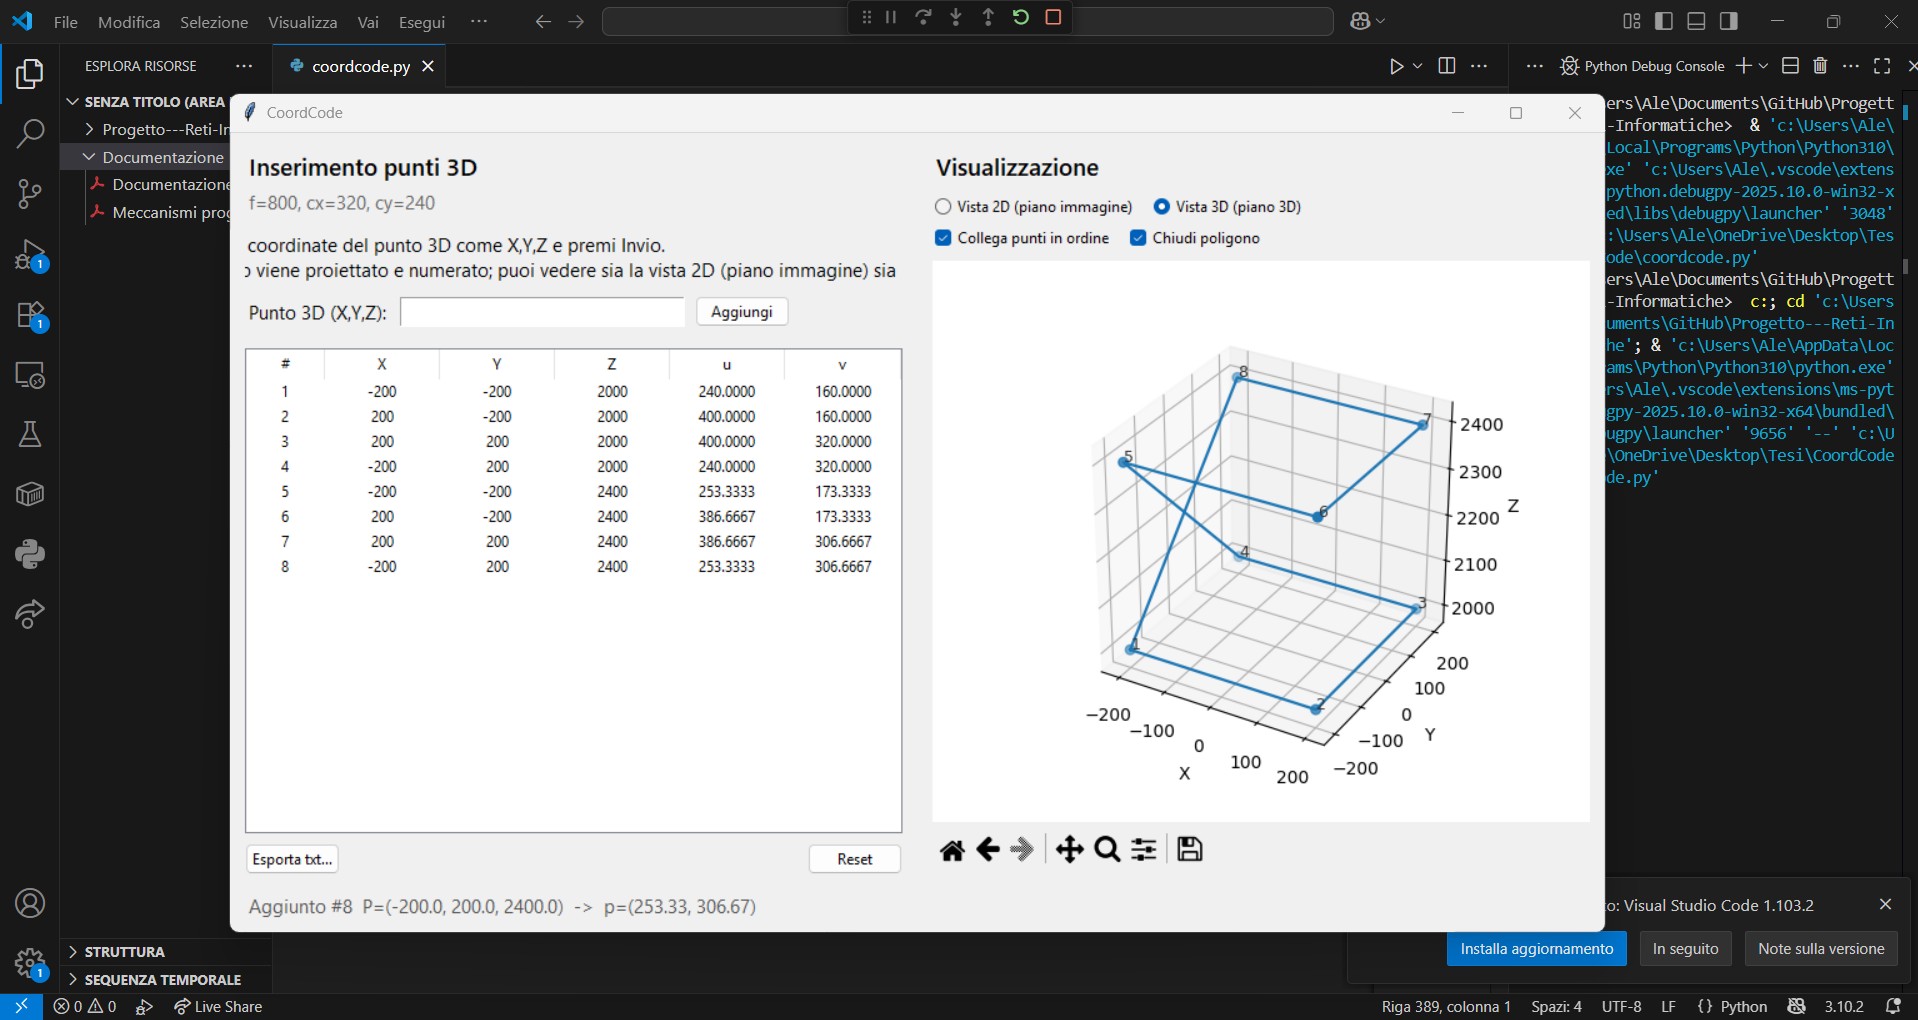 File Modifica Selezione Visualizza Vai Esegui ···
ESPLORA RISORSE ···
coordcode.py
Python Debug Console
SENZA TITOLO (AREA
Progetto---Reti-In
Documentazione
Documentazione
Meccanismi prog
CoordCode
Inserimento punti 3D
f=800, cx=320, cy=240
coordinate del punto 3D come X,Y,Z e premi Invio.
o viene proiettato e numerato; puoi vedere sia la vista 2D (piano immagine) sia
Punto 3D (X,Y,Z):
Aggiungi
# X Y Z u v
1 -200 -200 2000 240.0000 160.0000
2 200 -200 2000 400.0000 160.0000
3 200 200 2000 400.0000 320.0000
4 -200 200 2000 240.0000 320.0000
5 -200 -200 2400 253.3333 173.3333
6 200 -200 2400 386.6667 173.3333
7 200 200 2400 386.6667 306.6667
8 -200 200 2400 253.3333 306.6667
Esporta txt...
Reset
Aggiunto #8 P=(-200.0, 200.0, 2400.0) -> p=(253.33, 306.67)
Visualizzazione
Vista 2D (piano immagine) Vista 3D (piano 3D)
Collega punti in ordine Chiudi poligono
8
7
5
6
4
3
1
2
2400
2300
2200
2100
2000
Z
200
100
0
−100
−200
Y
−200
−100
0
100
200
X
ers\Ale\Documents\GitHub\Progett
-Informatiche> & 'c:\Users\Ale\
Local\Programs\Python\Python310\
xe' 'c:\Users\Ale\.vscode\extens
python.debugpy-2025.10.0-win32-x
ed\libs\debugpy\launcher' '3048'
:\Users\Ale\OneDrive\Desktop\Tes
ode\coordcode.py'
ers\Ale\Documents\GitHub\Progett
-Informatiche> c:; cd 'c:\Users
uments\GitHub\Progetto---Reti-In
he'; & 'c:\Users\Ale\AppData\Loc
ams\Python\Python310\python.exe'
rs\Ale\.vscode\extensions\ms-pyt
gpy-2025.10.0-win32-x64\bundled\
ugpy\launcher' '9656' '--' 'c:\U
\OneDrive\Desktop\Tesi\CoordCode
de.py'
o: Visual Studio Code 1.103.2
Installa aggiornamento
In seguito
Note sulla versione
STRUTTURA
SEQUENZA TEMPORALE
1
1
1
0 0 Live Share
Riga 389, colonna 1 Spazi: 4 UTF-8 LF {} Python 3.10.2